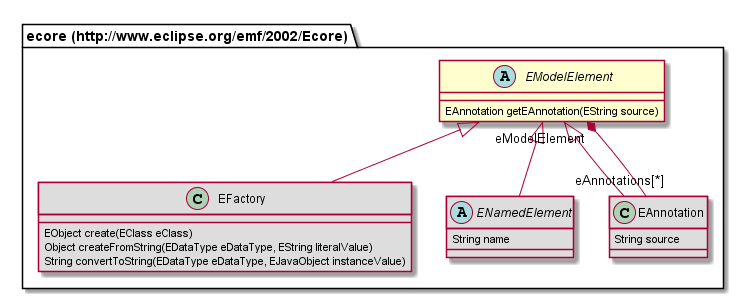 ecore (http://www.eclipse.org/emf/2002/Ecore)
A EModelElement
EAnnotation getEAnnotation(EString source)
eModelElement
eAnnotations[*]
C EFactory
EObject create(EClass eClass)
Object createFromString(EDataType eDataType, EString literalValue)
String convertToString(EDataType eDataType, EJavaObject instanceValue)
A ENamedElement
String name
C EAnnotation
String source